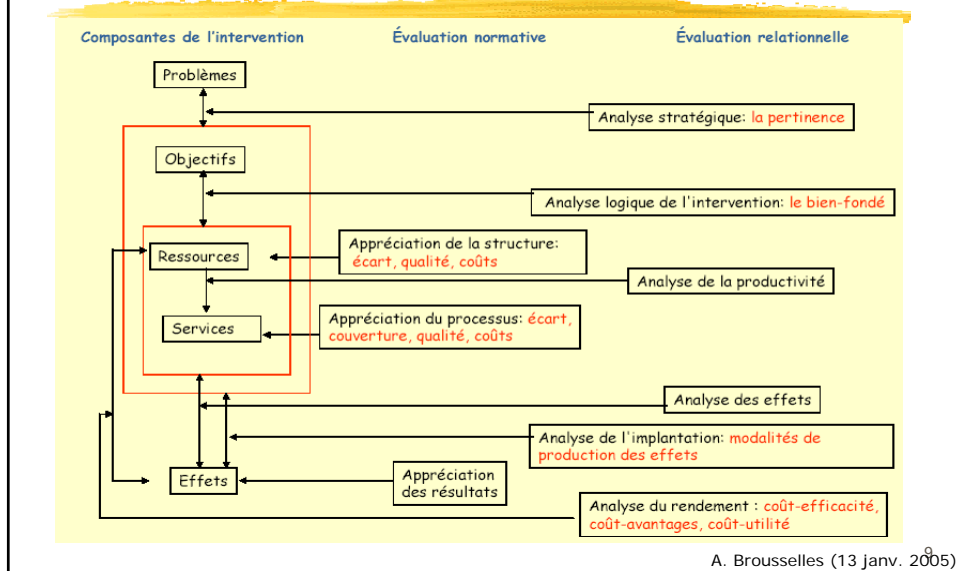 Composantes de l'intervention Évaluation normative Évaluation relationnelle
Problèmes
Analyse stratégique: la pertinence
Objectifs
Analyse logique de l'intervention: le bien-fondé
Appréciation de la structure:
écart, qualité, coûts
Ressources
Analyse de la productivité
Appréciation du processus: écart,
couverture, qualité, coûts
Services
Analyse des effets
Analyse de l'implantation: modalités de
production des effets
Appréciation
des résultats
Effets
Analyse du rendement : coût-efficacité,
coût-avantages, coût-utilité
9
A. Brousselles (13 janv. 2005)